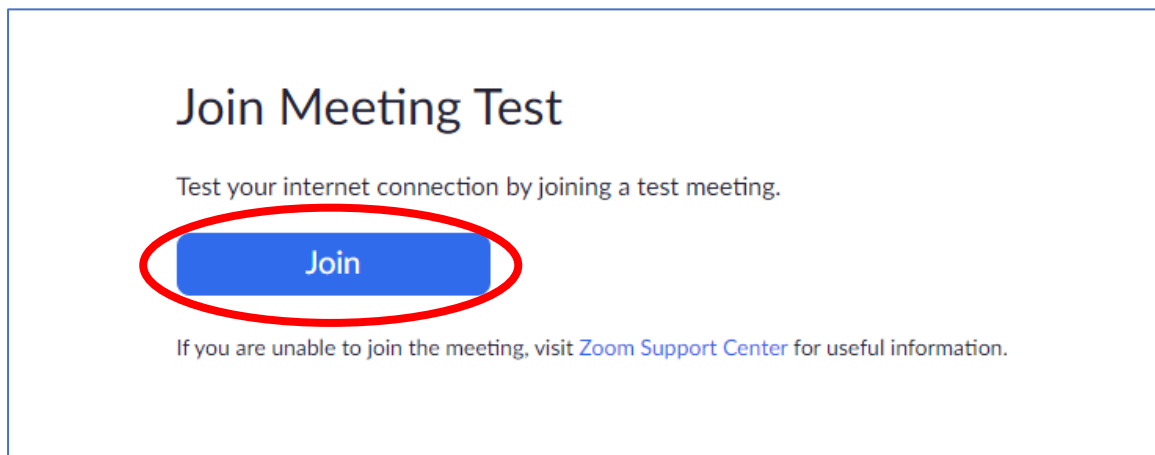 Join Meeting Test
Test your internet connection by joining a test meeting.
Join
If you are unable to join the meeting, visit Zoom Support Center for useful information.